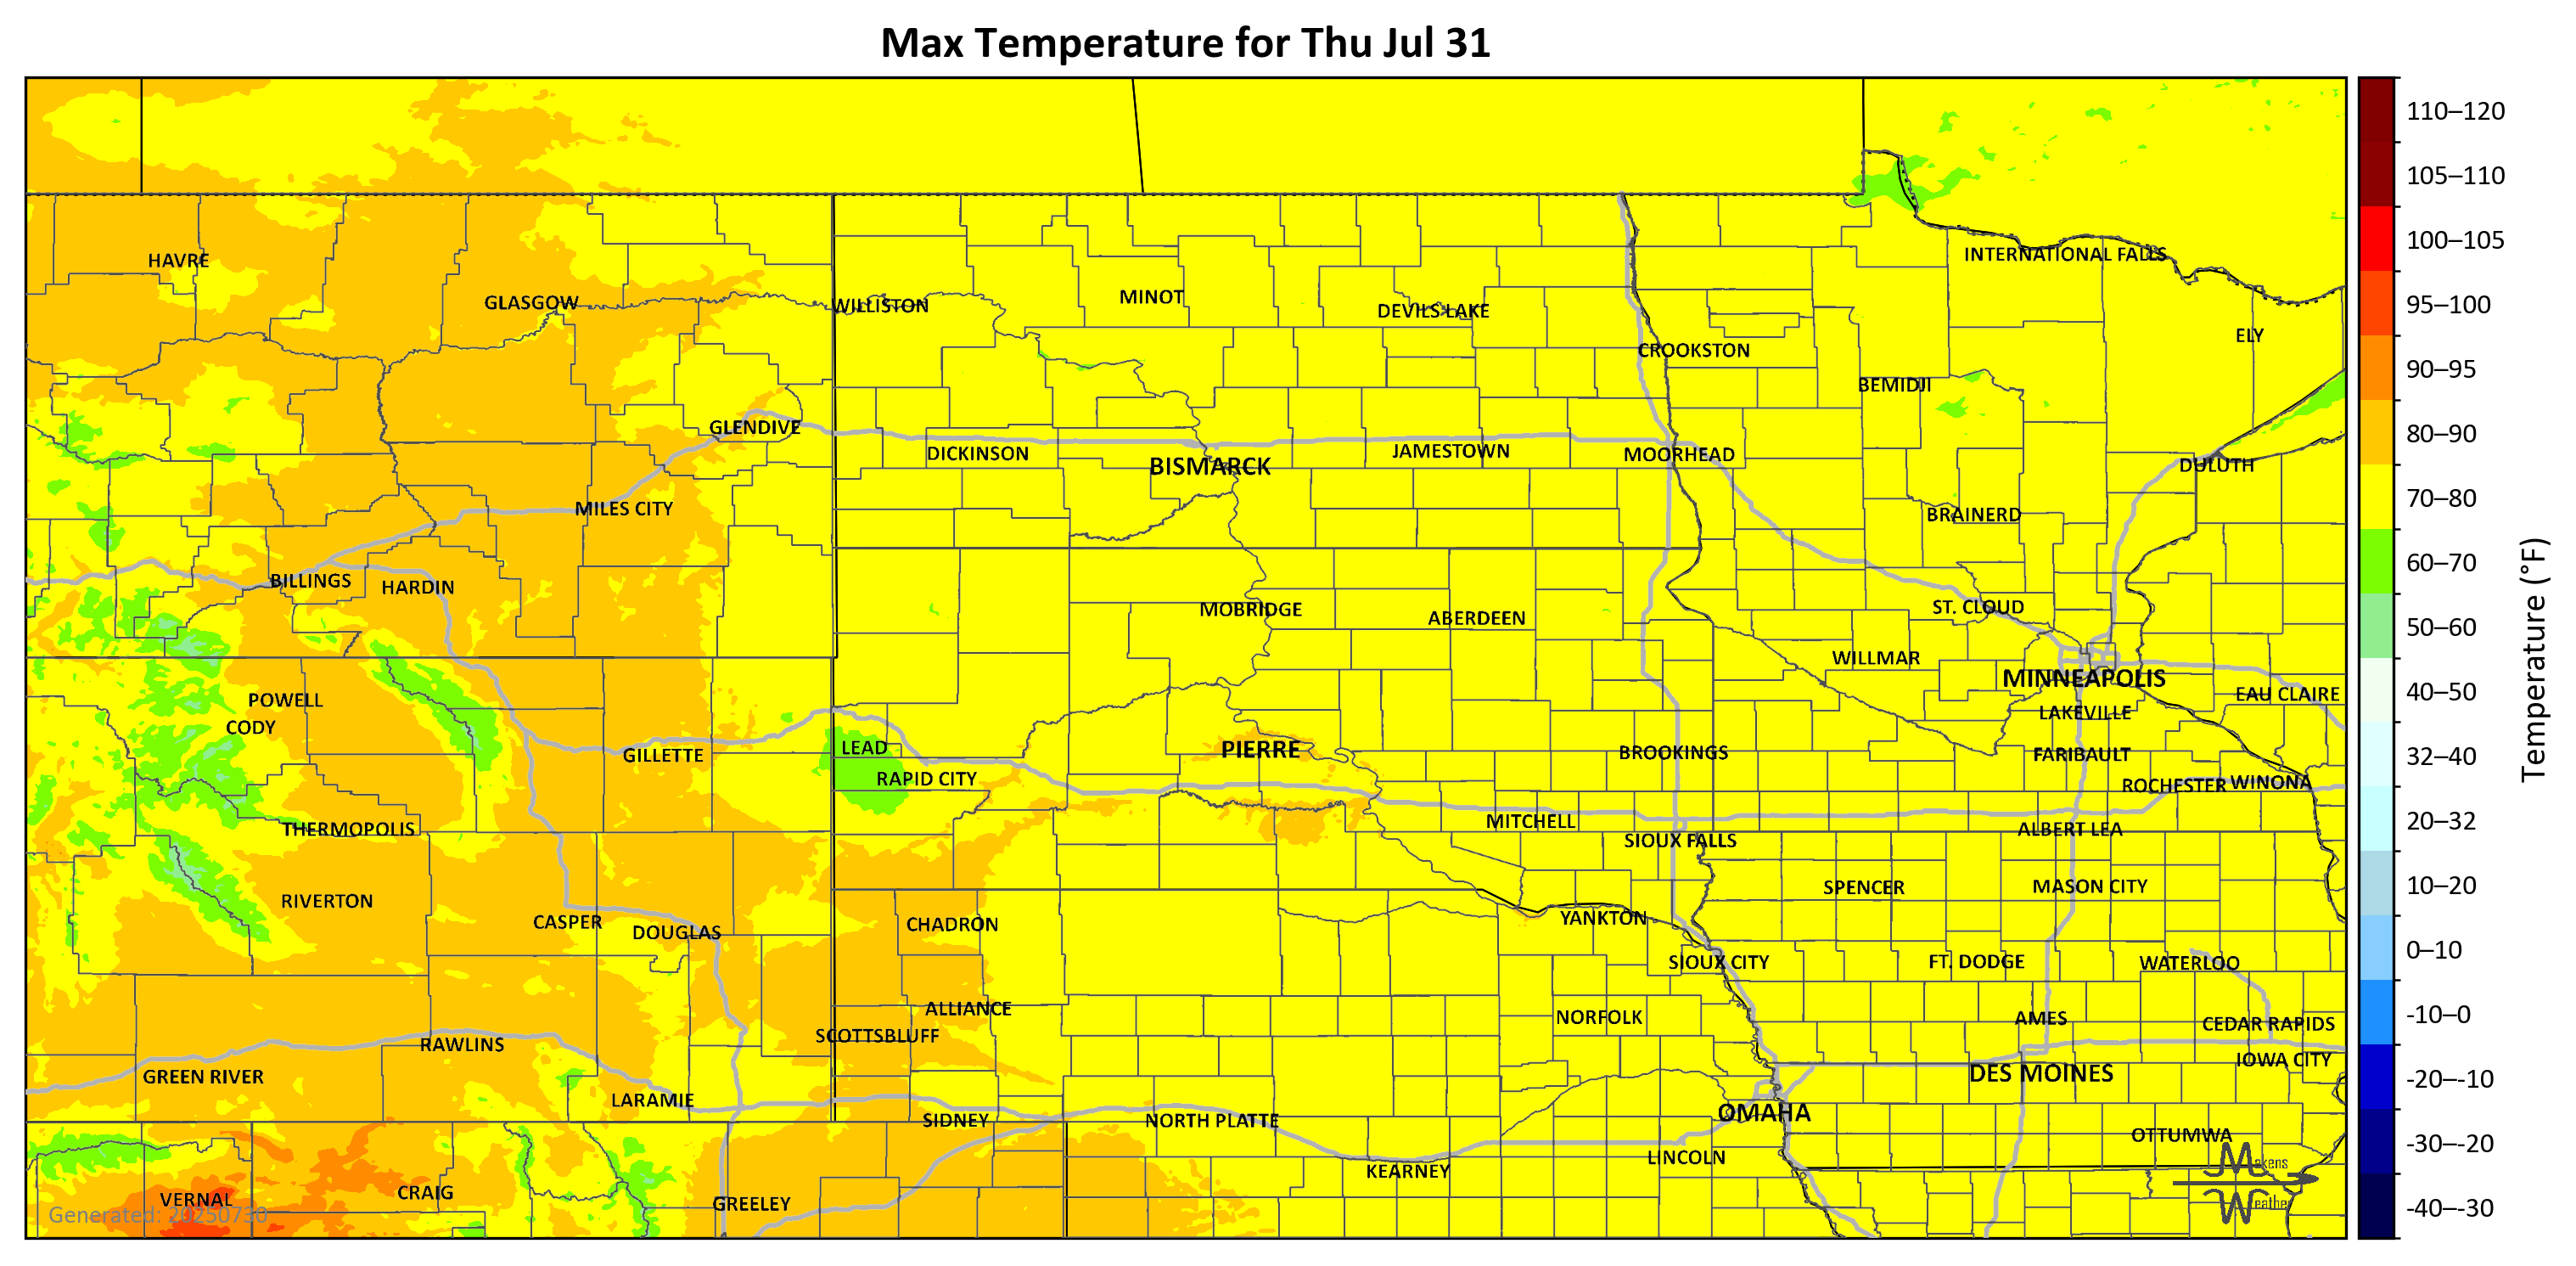 Max Temperature for Thu Jul 31
HAVRE
GLASGOW
WILLISTON
MINOT
DEVILS LAKE
CROOKSTON
INTERNATIONAL FALLS
ELY
BEMIDJI
GLENDIVE
DICKINSON
BISMARCK
JAMESTOWN
MOORHEAD
DULUTH
MILES CITY
BRAINERD
BILLINGS
HARDIN
MOBRIDGE
ABERDEEN
ST. CLOUD
WILLMAR
MINNEAPOLIS
EAU CLAIRE
POWELL
CODY
LAKEVILLE
GILLETTE
LEAD
RAPID CITY
PIERRE
BROOKINGS
FARIBAULT
ROCHESTER
WINONA
THERMOPOLIS
MITCHELL
SIOUX FALLS
ALBERT LEA
RIVERTON
CASPER
DOUGLAS
CHADRON
YANKTON
SPENCER
MASON CITY
SIOUX CITY
FT. DODGE
WATERLOO
ALLIANCE
SCOTTSBLUFF
NORFOLK
AMES
CEDAR RAPIDS
RAWLINS
GREEN RIVER
IOWA CITY
DES MOINES
LARAMIE
SIDNEY
NORTH PLATTE
OMAHA
OTTUMWA
KEARNEY
LINCOLN
VERNAL
CRAIG
GREELEY
Generated: 20250730
Makens
Weather
110–120
105–110
100–105
95–100
90–95
80–90
70–80
60–70
50–60
40–50
32–40
20–32
10–20
0–10
-10–0
-20–-10
-30–-20
-40–-30
Temperature (°F)